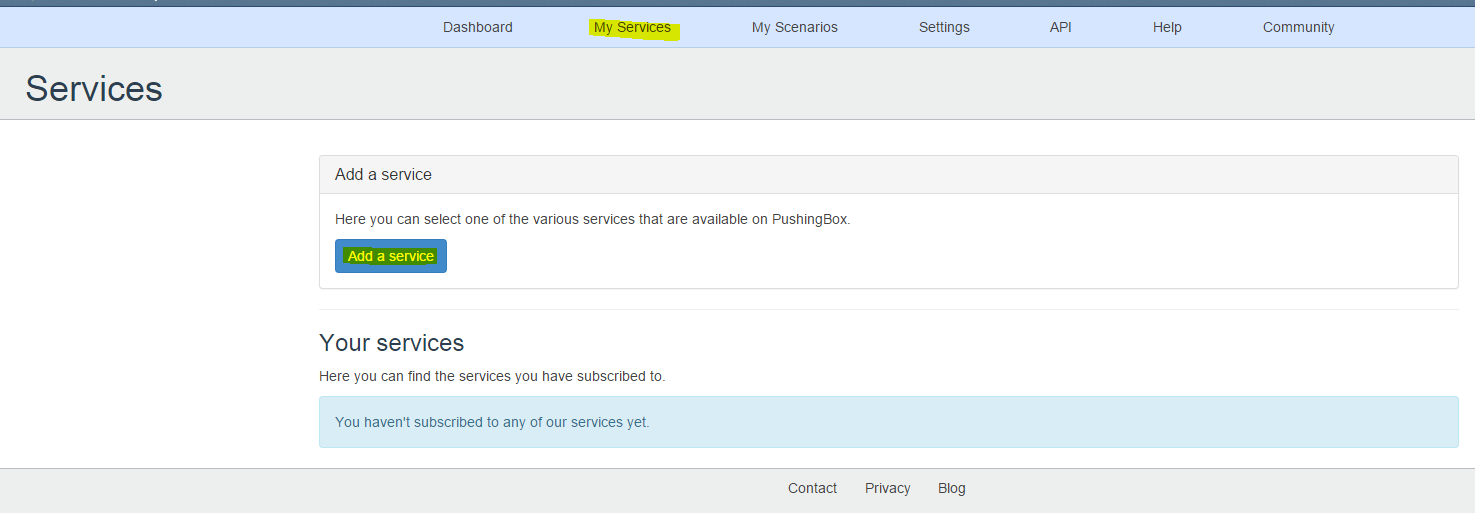 Dashboard My Services My Scenarios Settings API Help Community
Services
Add a service
Here you can select one of the various services that are available on PushingBox.
Add a service
Your services
Here you can find the services you have subscribed to.
You haven't subscribed to any of our services yet.
Contact Privacy Blog